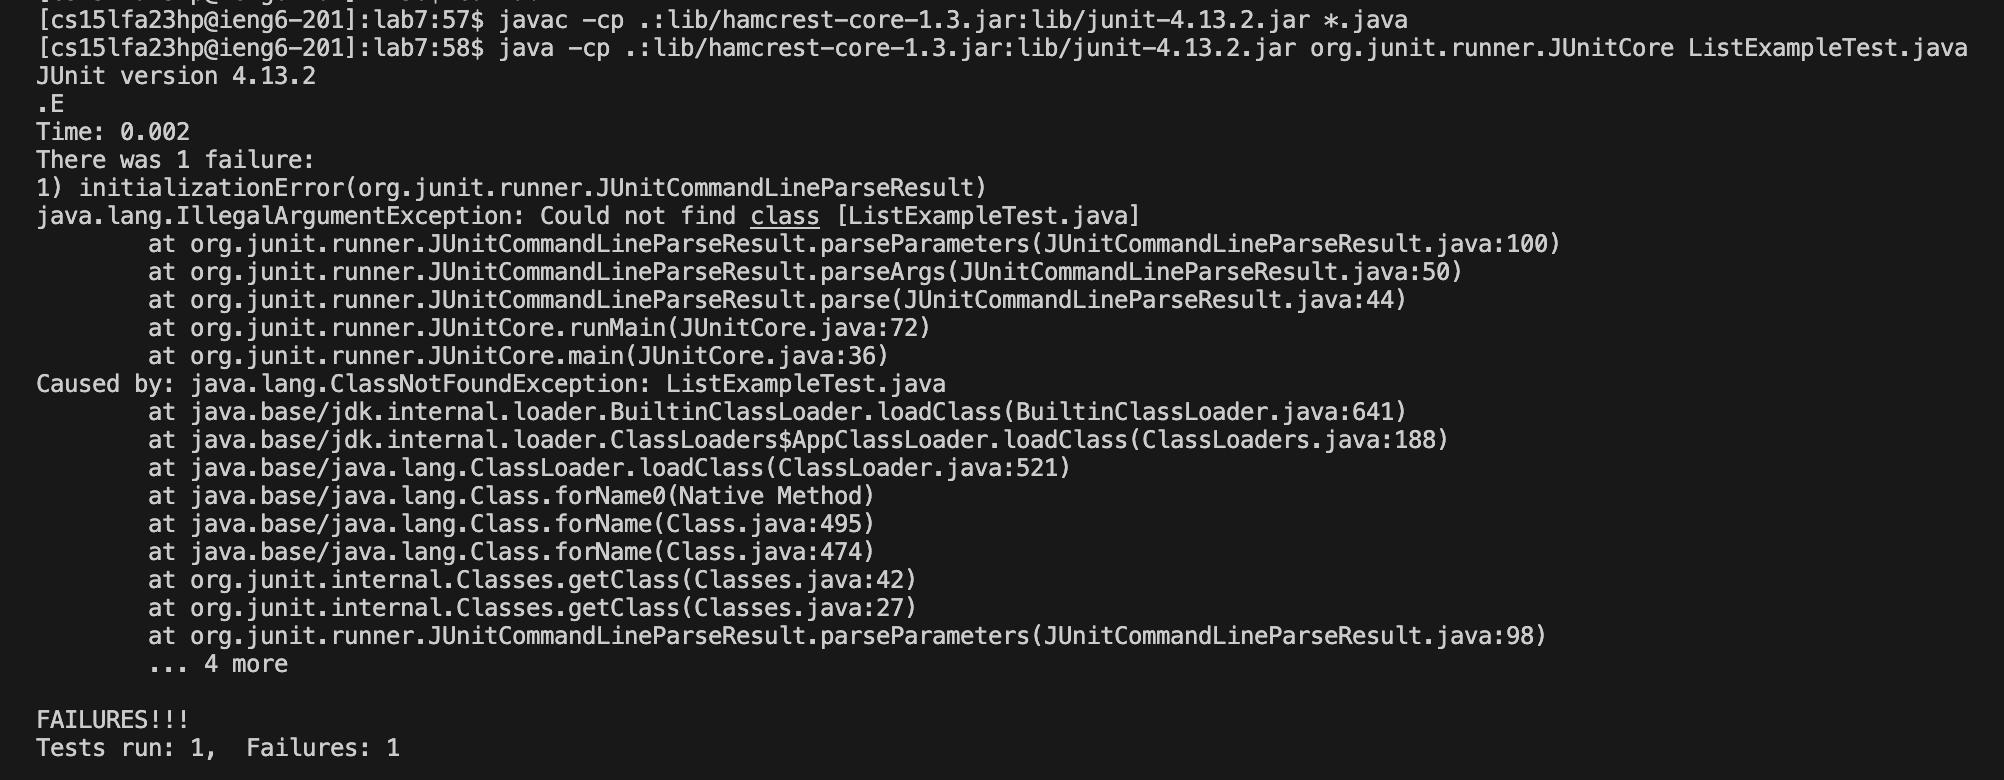 [cs15lfa23hp@ieng6-201]:lab7:57$ javac -cp .:lib/hamcrest-core-1.3.jar:lib/junit-4.13.2.jar *.java
[cs15lfa23hp@ieng6-201]:lab7:58$ java -cp .:lib/hamcrest-core-1.3.jar:lib/junit-4.13.2.jar org.junit.runner.JUnitCore ListExampleTest.java
JUnit version 4.13.2
.E
Time: 0.002
There was 1 failure:
1) initializationError(org.junit.runner.JUnitCommandLineParseResult)
java.lang.IllegalArgumentException: Could not find class [ListExampleTest.java]
        at org.junit.runner.JUnitCommandLineParseResult.parseParameters(JUnitCommandLineParseResult.java:100)
        at org.junit.runner.JUnitCommandLineParseResult.parseArgs(JUnitCommandLineParseResult.java:50)
        at org.junit.runner.JUnitCommandLineParseResult.parse(JUnitCommandLineParseResult.java:44)
        at org.junit.runner.JUnitCore.runMain(JUnitCore.java:72)
        at org.junit.runner.JUnitCore.main(JUnitCore.java:36)
Caused by: java.lang.ClassNotFoundException: ListExampleTest.java
        at java.base/jdk.internal.loader.BuiltinClassLoader.loadClass(BuiltinClassLoader.java:641)
        at java.base/jdk.internal.loader.ClassLoaders$AppClassLoader.loadClass(ClassLoaders.java:188)
        at java.base/java.lang.ClassLoader.loadClass(ClassLoader.java:521)
        at java.base/java.lang.Class.forName0(Native Method)
        at java.base/java.lang.Class.forName(Class.java:495)
        at java.base/java.lang.Class.forName(Class.java:474)
        at org.junit.internal.Classes.getClass(Classes.java:42)
        at org.junit.internal.Classes.getClass(Classes.java:27)
        at org.junit.runner.JUnitCommandLineParseResult.parseParameters(JUnitCommandLineParseResult.java:98)
        ... 4 more
FAILURES!!!
Tests run: 1,  Failures: 1